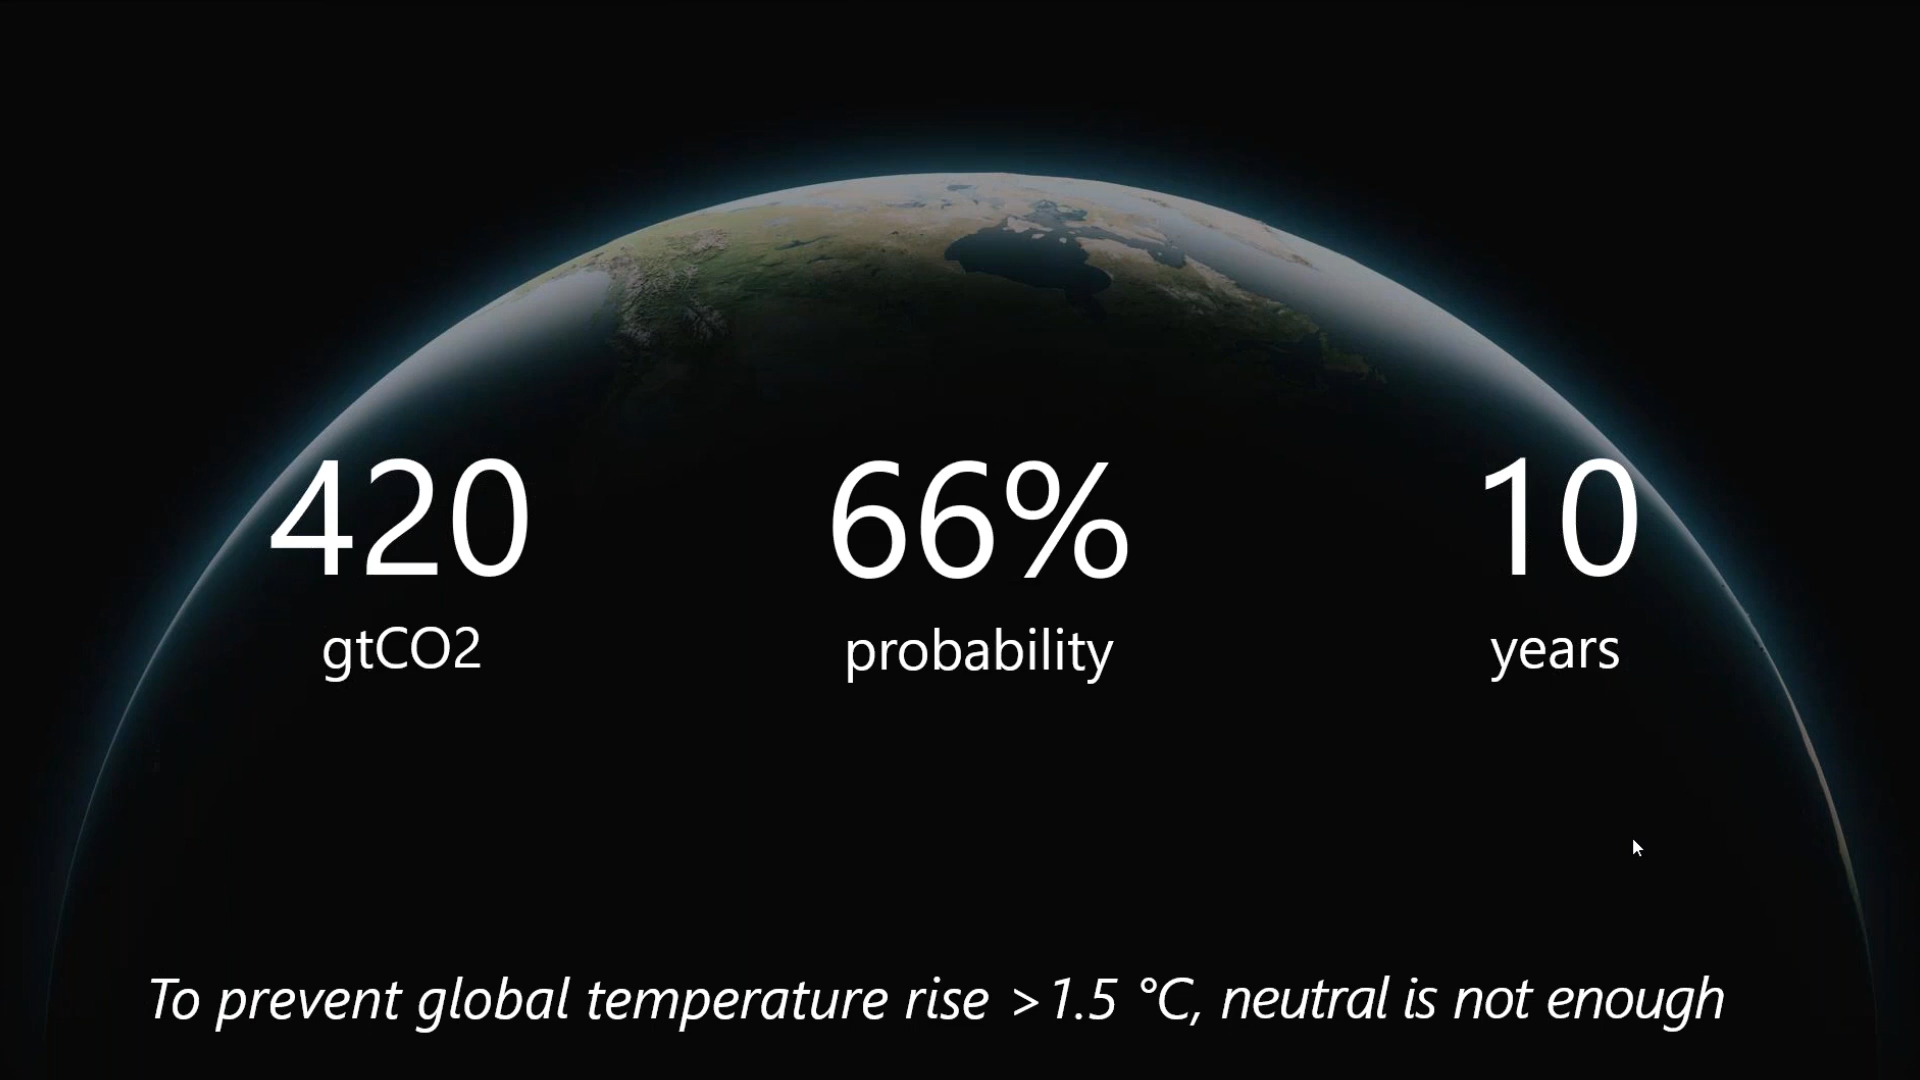 420 66% 10
gtCO2 probability years
To prevent global temperature rise >1.5 °C, neutral is not enough